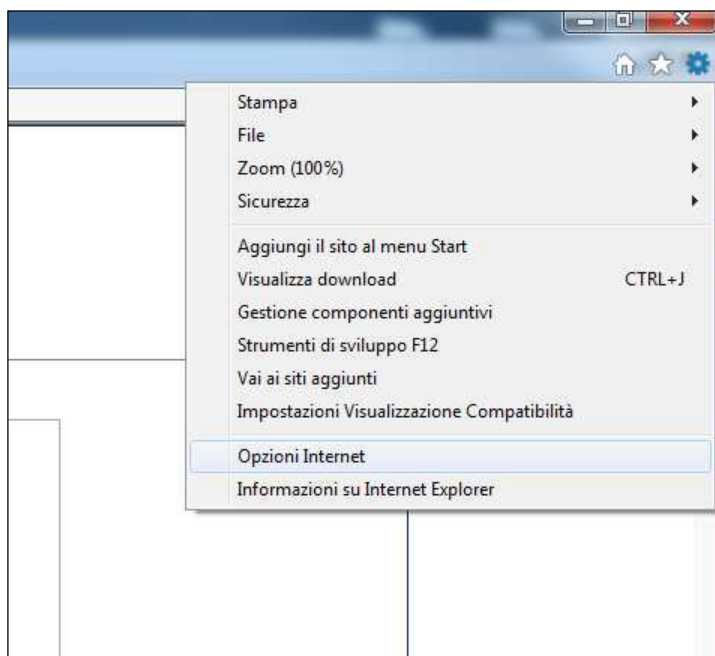 Stampa
File
Zoom (100%)
Sicurezza
Aggiungi il sito al menu Start
Visualizza download CTRL+J
Gestione componenti aggiuntivi
Strumenti di sviluppo F12
Vai ai siti aggiunti
Impostazioni Visualizzazione Compatibilità
Opzioni Internet
Informazioni su Internet Explorer